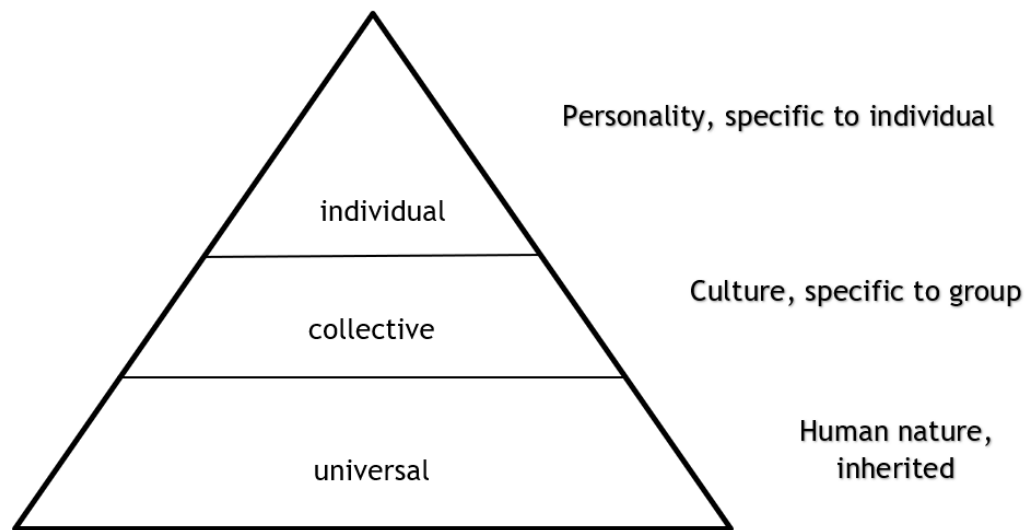 Personality, specific to individual
individual
Culture, specific to group
collective
Human nature,
inherited
universal